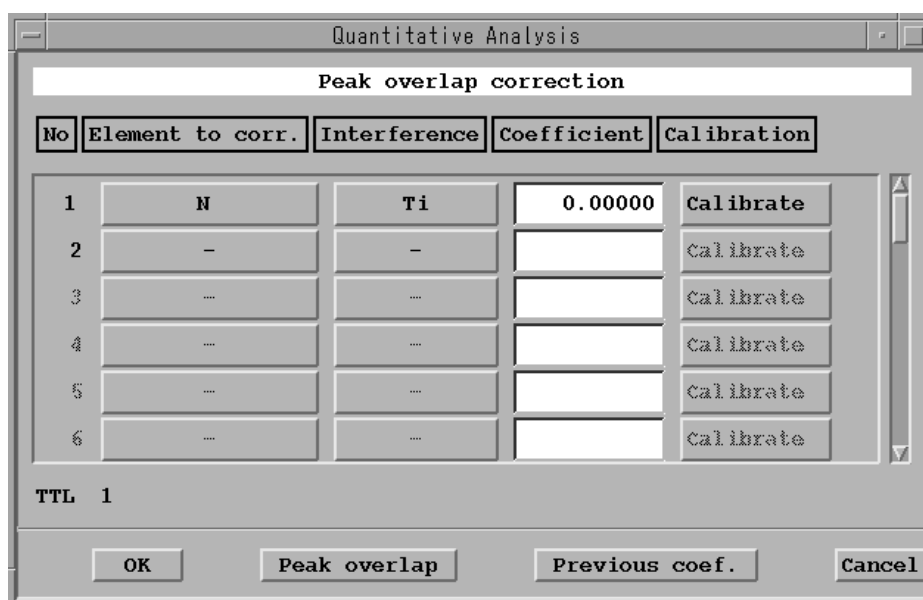 Quantitative Analysis
Peak overlap correction
No Element to corr. Interference Coefficient Calibration
1 N Ti 0.00000 Calibrate
2 - - Calibrate
3 --- --- Calibrate
4 --- --- Calibrate
5 --- --- Calibrate
6 --- --- Calibrate
TTL 1
OK Peak overlap Previous coef. Cancel